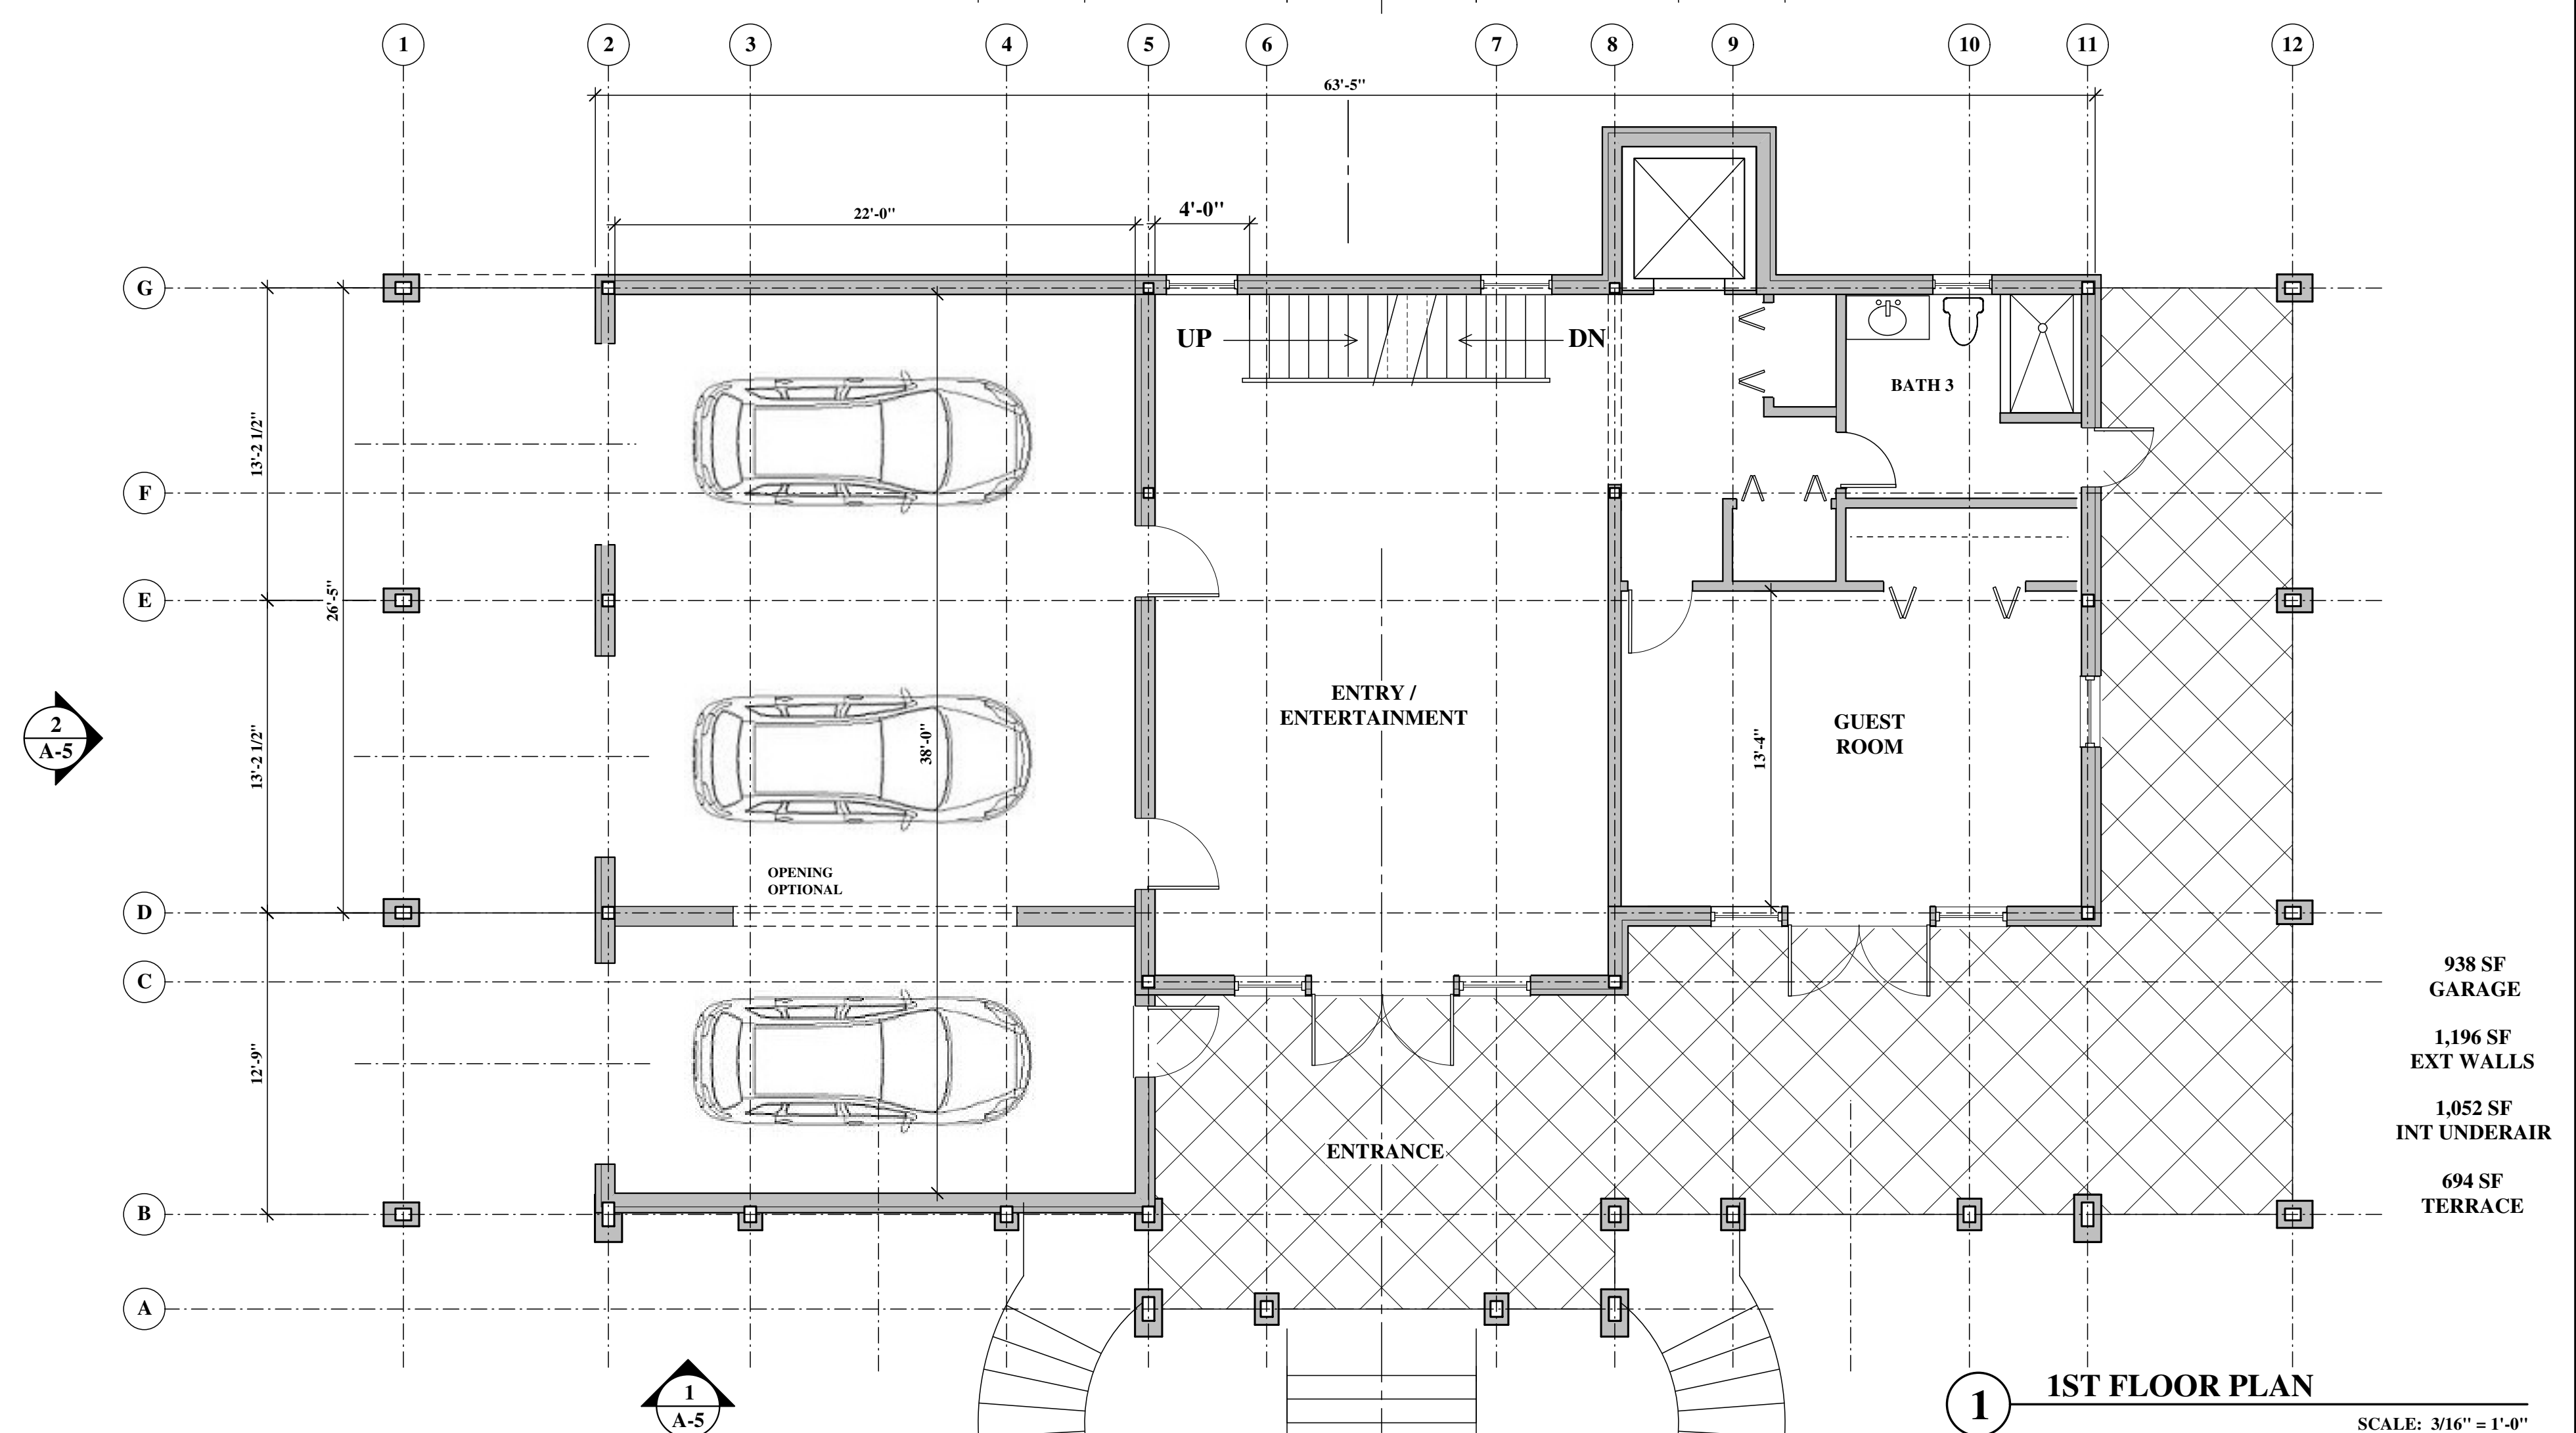 1 2 3 4 5 6 7 8 9 10 11 12
63'-5"
22'-0"
4'-0"
G
UP
DN
BATH 3
13'-2 1/2"
F
26'-5"
E
ENTRY /
ENTERTAINMENT
GUEST
ROOM
2
A-5
13'-2 1/2"
38'-0"
13'-4"
OPENING
OPTIONAL
D
C
938 SF
GARAGE
1,196 SF
EXT WALLS
12'-9"
1,052 SF
INT UNDERAIR
ENTRANCE
694 SF
TERRACE
B
A
1
A-5
1
1ST FLOOR PLAN
SCALE: 3/16" = 1'-0"